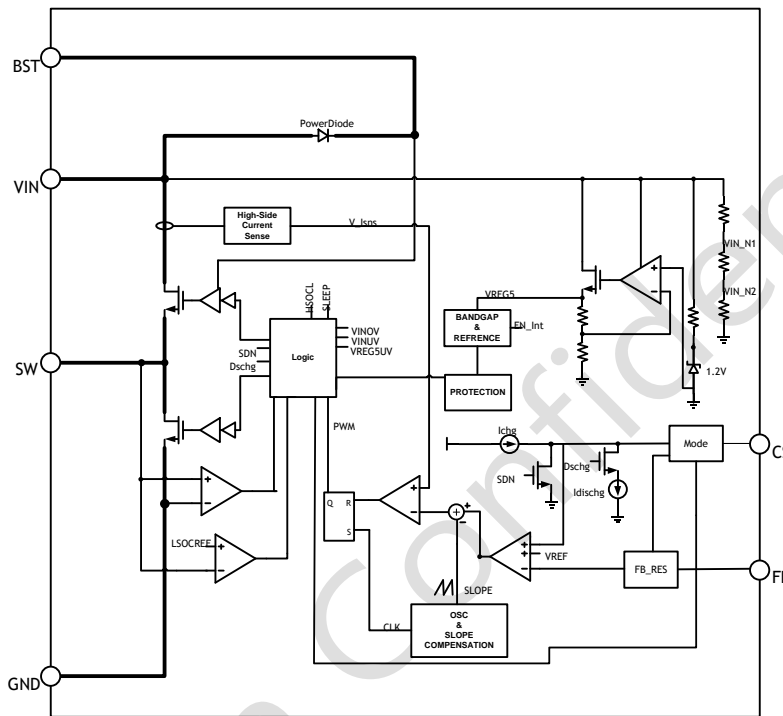 BST
PowerDiode
VIN
High-Side
Current
Sense
V_Isns
VIN_N1
VIN_N2
HSOCL
SLEEP
VREG5
BANDGAP
&
REFRENCE
EN_Int
VINOV
VINUV
VREG5UV
Logic
SDN
Dschg
SW
PROTECTION
1.2V
PWM
Ichg
Mode
SDN
Dschg
Idischg
Q
R
S
LSOCREF
VREF
FB_RES
SLOPE
OSC
&
SLOPE
COMPENSATION
CLK
GND
Confiden